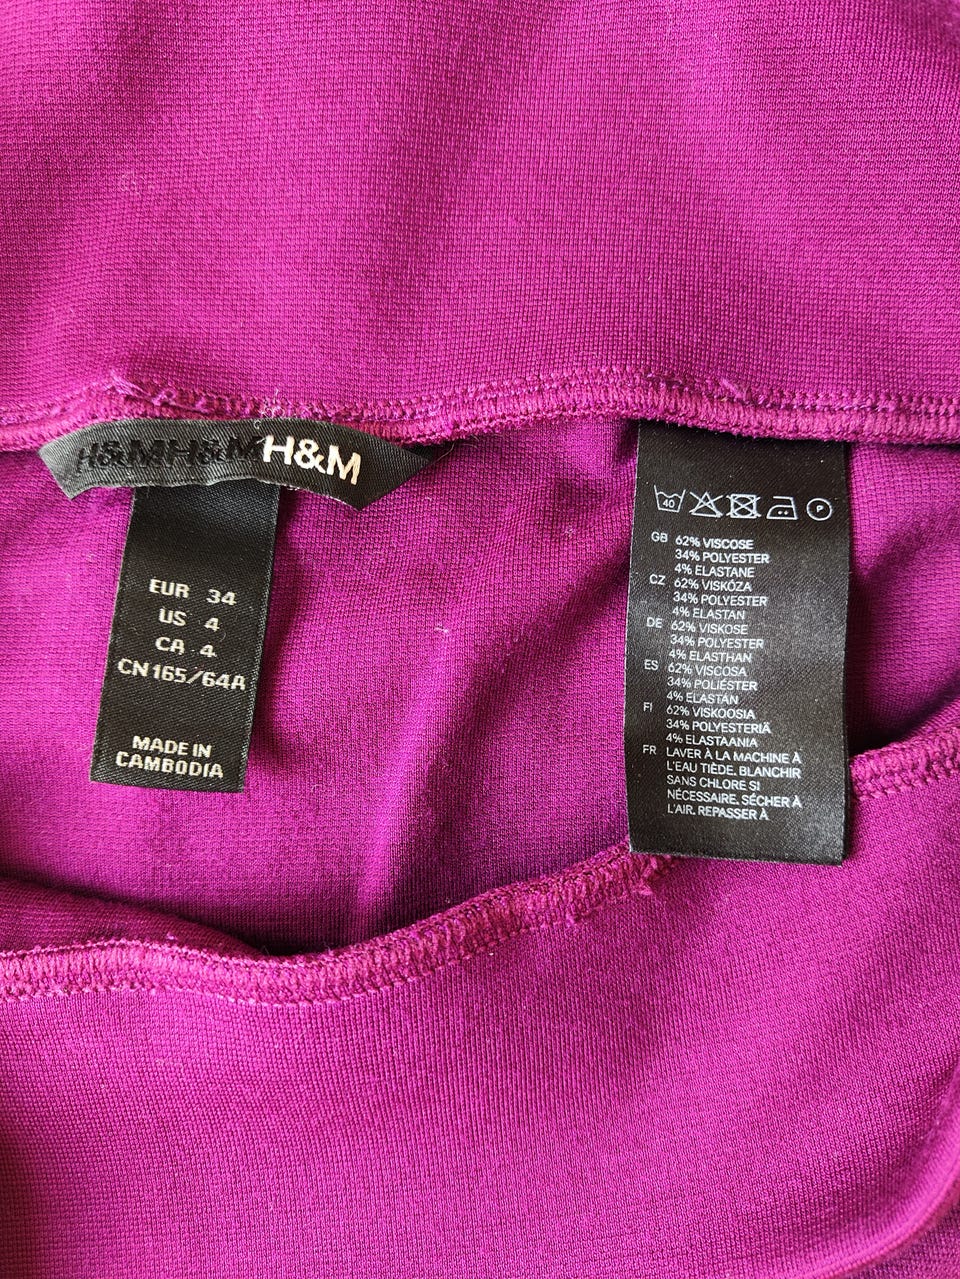 H&MH&MH&M
EUR 34
US 4
CA 4
CN 165/64A
MADE IN
CAMBODIA
40 P
GB 62% VISCOSE
34% POLYESTER
4% ELASTANE
CZ 62% VISKÓZA
34% POLYESTER
4% ELASTAN
DE 62% VISKOSE
34% POLYESTER
4% ELASTHAN
ES 62% VISCOSA
34% POLIÉSTER
4% ELASTÁN
FI 62% VISKOOSIA
34% POLYESTERIÄ
4% ELASTAANIA
FR LAVER À LA MACHINE À
L'EAU TIÈDE. BLANCHIR
SANS CHLORE SI
NÉCESSAIRE. SÉCHER À
L'AIR. REPASSER À